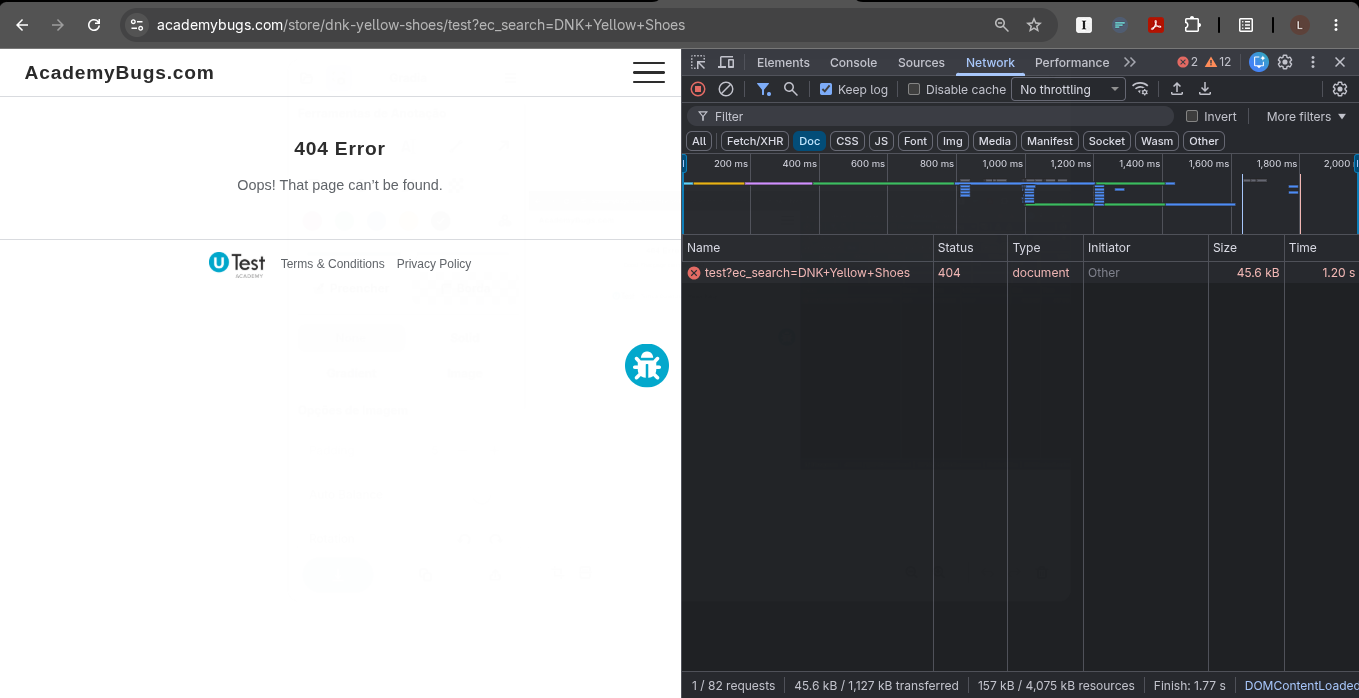 academybugs.com/store/dnk-yellow-shoes/test?ec_search=DNK+Yellow+Shoes
L
AcademyBugs.com
404 Error
Oops! That page can’t be found.
U Test
ACADEMY
Terms & Conditions Privacy Policy
Elements Console Sources Network Performance 2 12
Keep log Disable cache No throttling
Filter Invert More filters
All Fetch/XHR Doc CSS JS Font Img Media Manifest Socket Wasm Other
200 ms 400 ms 600 ms 800 ms 1,000 ms 1,200 ms 1,400 ms 1,600 ms 1,800 ms 2,000
Name Status Type Initiator Size Time
test?ec_search=DNK+Yellow+Shoes 404 document Other 45.6 kB 1.20 s
1 / 82 requests 45.6 kB / 1,127 kB transferred 157 kB / 4,075 kB resources Finish: 1.77 s DOMContentLoaded